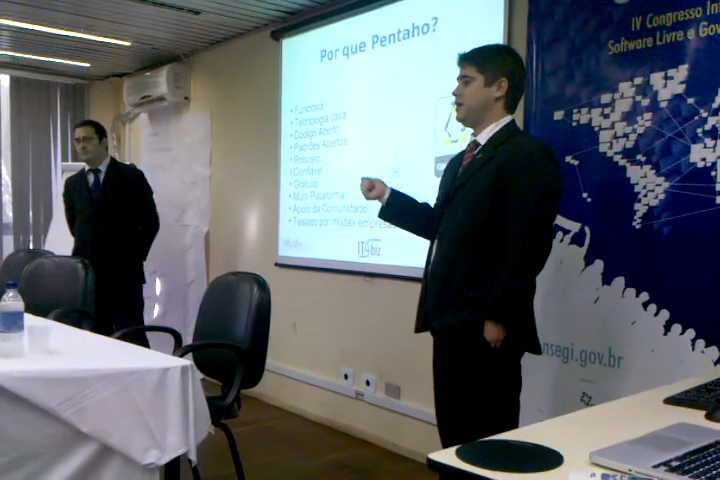 Por que Pentaho?
• Funciona
• Tecnologia Java
• Código Aberto
• Padrões Abertos
• Robusto
• Confiável
• Gratuito
• Multi Plataforma
• Apoio da Comunidade
• Testado por muitas empresas
IT4biz
IV Congresso In
Software Livre e Gov
nsegi.gov.br